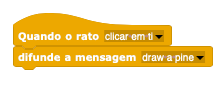 Quando o rato clicar em ti
difunde a mensagem draw a pine